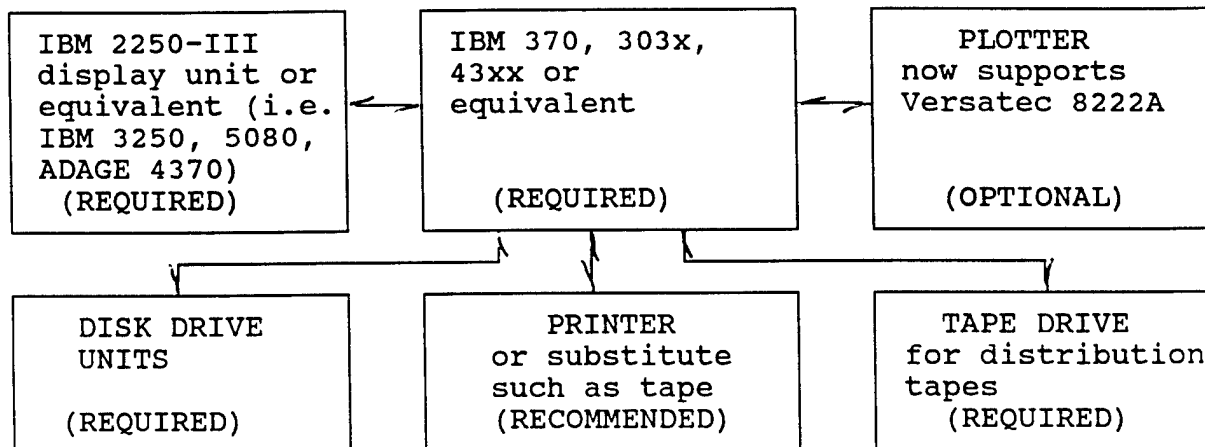 IBM 2250-III
display unit or
equivalent (i.e.
IBM 3250, 5080,
ADAGE 4370)
(REQUIRED)
IBM 370, 303x,
43xx or
equivalent
(REQUIRED)
PLOTTER
now supports
Versatec 8222A
(OPTIONAL)
DISK DRIVE
UNITS
(REQUIRED)
PRINTER
or substitute
such as tape
(RECOMMENDED)
TAPE DRIVE
for distribution
tapes
(REQUIRED)